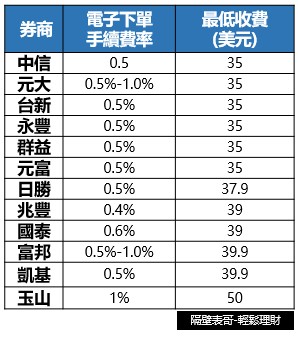 券商 電子下單手續費率 最低收費(美元)
中信 0.5 35
元大 0.5%-1.0% 35
台新 0.5% 35
永豐 0.5% 35
群益 0.5% 35
元富 0.5% 35
日勝 0.5% 37.9
兆豐 0.4% 39
國泰 0.6% 39
富邦 0.5%-1.0% 39.9
凱基 0.5% 39.9
玉山 1% 50
隔壁表哥-輕鬆理財